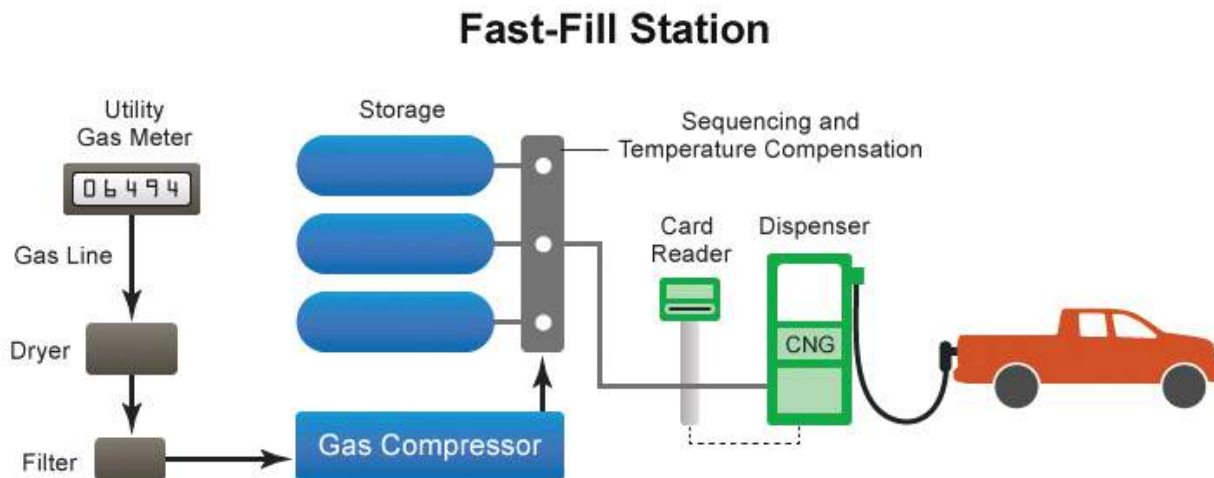 Fast-Fill Station
Utility
Gas Meter
06494
Gas Line
Dryer
Filter
Storage
Gas Compressor
Sequencing and
Temperature Compensation
Card
Reader
Dispenser
CNG